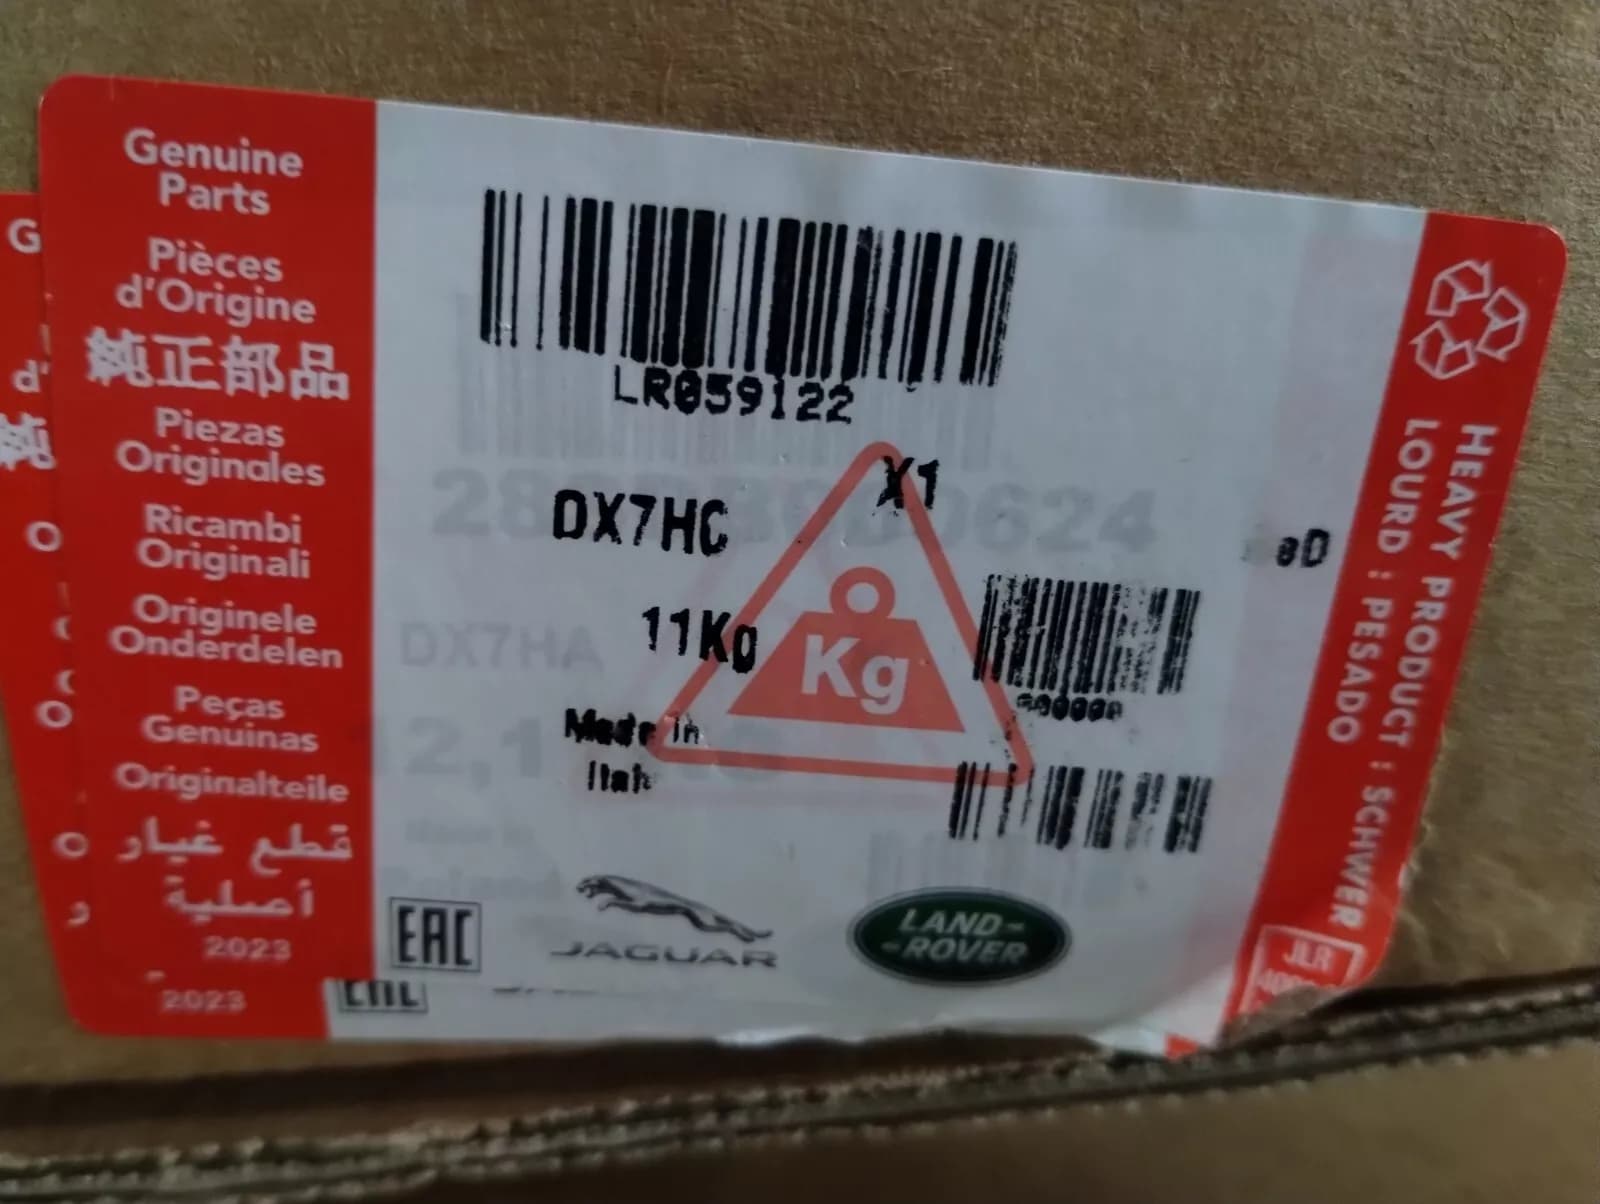 Genuine
Parts
Pièces
d'Origine
純正部品
Piezas
Originales
Ricambi
Originali
Originele
Onderdelen
Peças
Genuinas
Originalteile
قطع غيار
أصلية
2023
2023
LR059122
X1
DX7HC
11Kg
Kg
Made In
DX7HA
EAC
JAGUAR
LAND-
-ROVER
HEAVY PRODUCT : SCHWER
LOURD : PESADO
JLR